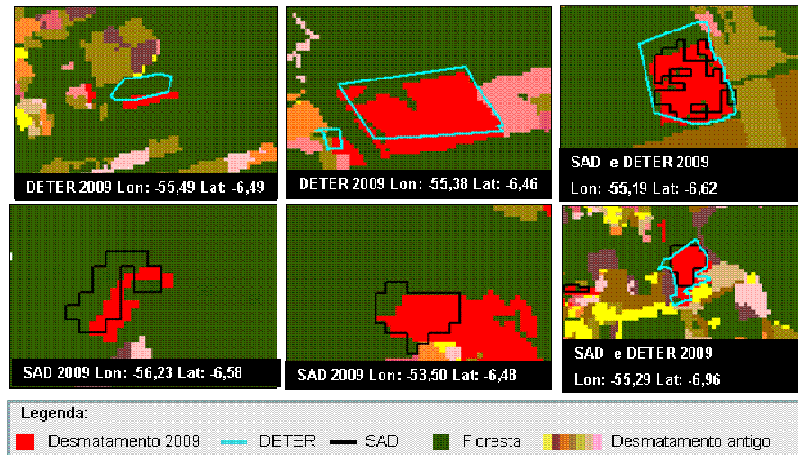 DETER 2009 Lon: -55,49 Lat: -6,49
DETER 2009 Lon: -55,38 Lat: -6,46
SAD e DETER 2009
Lon: -55,19 Lat: -6,62
1
SAD 2009 Lon: -56,23 Lat: -6,58
SAD 2009 Lon: -53,50 Lat: -6,48
SAD e DETER 2009
Lon: -55,29 Lat: -6,96
Legenda:
Desmatamento 2009 DETER SAD Floresta Desmatamento antigo